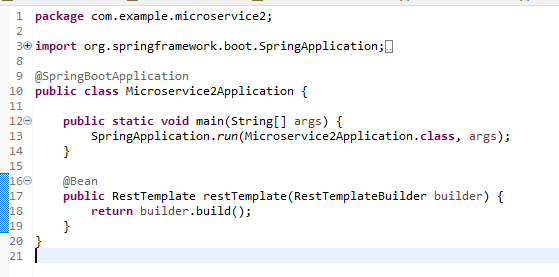 1 package com.example.microservice2;
2
3 import org.springframework.boot.SpringApplication;
8
9 @SpringBootApplication
10 public class Microservice2Application {
11
12 public static void main(String[] args) {
13 SpringApplication.run(Microservice2Application.class, args);
14 }
15
16 @Bean
17 public RestTemplate restTemplate(RestTemplateBuilder builder) {
18 return builder.build();
19 }
20 }
21